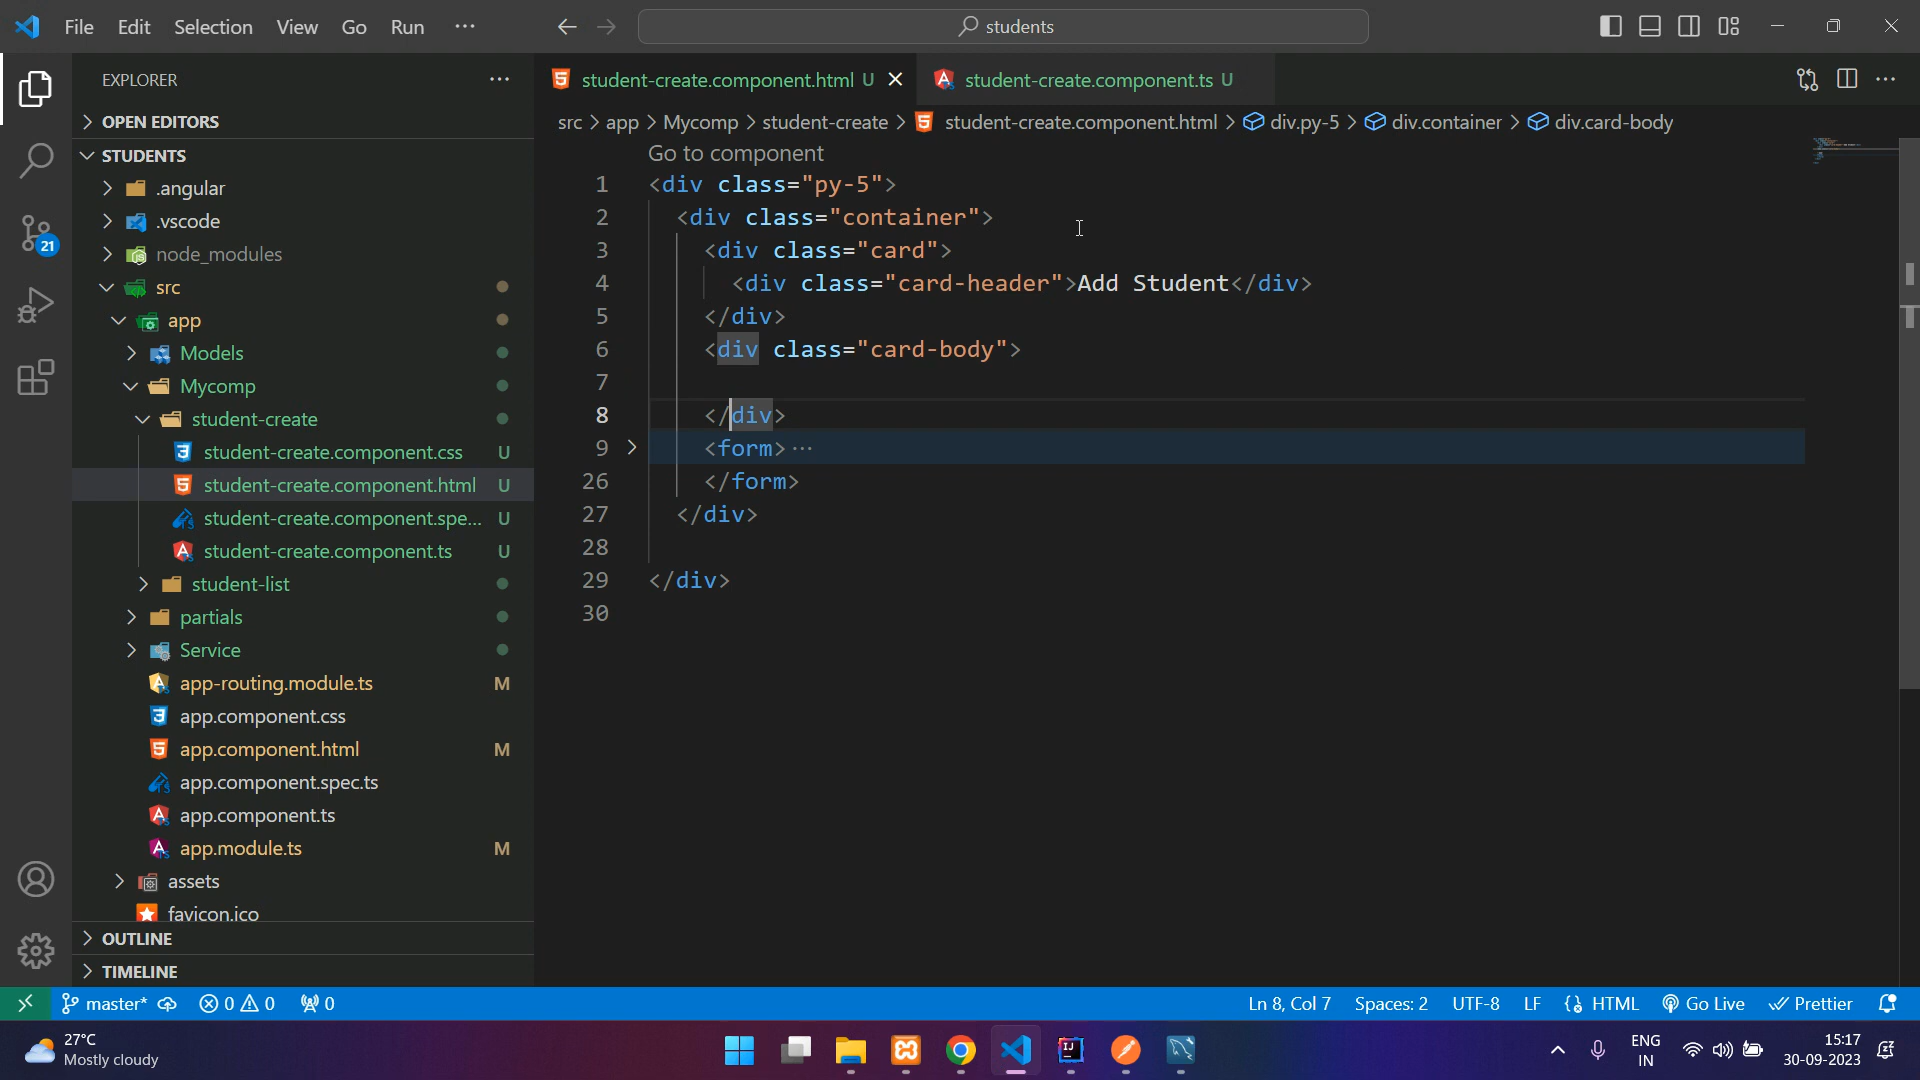 File Edit Selection View Go Run ···
students
EXPLORER ···
OPEN EDITORS
STUDENTS
.angular
.vscode
node_modules
src
app
Models
Mycomp
student-create
student-create.component.css U
student-create.component.html U
student-create.component.spe... U
student-create.component.ts U
student-list
partials
Service
app-routing.module.ts M
app.component.css
app.component.html M
app.component.spec.ts
app.component.ts
app.module.ts M
assets
favicon.ico
OUTLINE
TIMELINE
21
student-create.component.html U
student-create.component.ts U
src > app > Mycomp > student-create > student-create.component.html > div.py-5 > div.container > div.card-body
Go to component
1 <div class="py-5">
2 <div class="container">
3 <div class="card">
4 <div class="card-header">Add Student</div>
5 </div>
6 <div class="card-body">
7
8 </div>
9 <form>···
26 </form>
27 </div>
28
29 </div>
30
master* 0 0 0
Ln 8, Col 7 Spaces: 2 UTF-8 LF {} HTML Go Live Prettier
27°C
Mostly cloudy
ENG
IN
15:17
30-09-2023